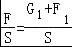 F/S = G₁+F₁/S